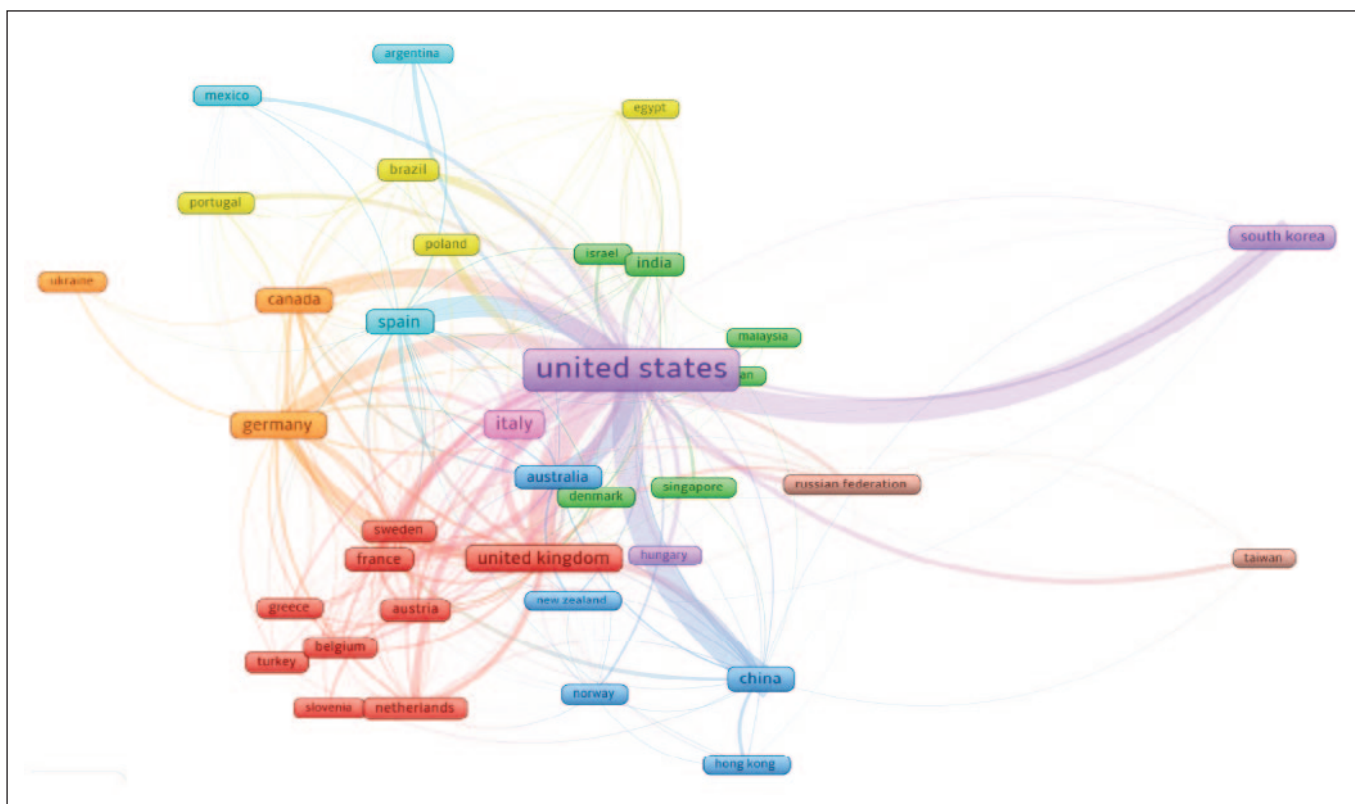 argentina
mexico
egypt
brazil
portugal
south korea
poland
israel
india
ukraine
canada
spain
malaysia
united states
germany
italy
australia
singapore
russian federation
denmark
sweden
france
united kingdom
hungary
taiwan
new zealand
greece
austria
belgium
turkey
china
norway
slovenia
netherlands
hong kong